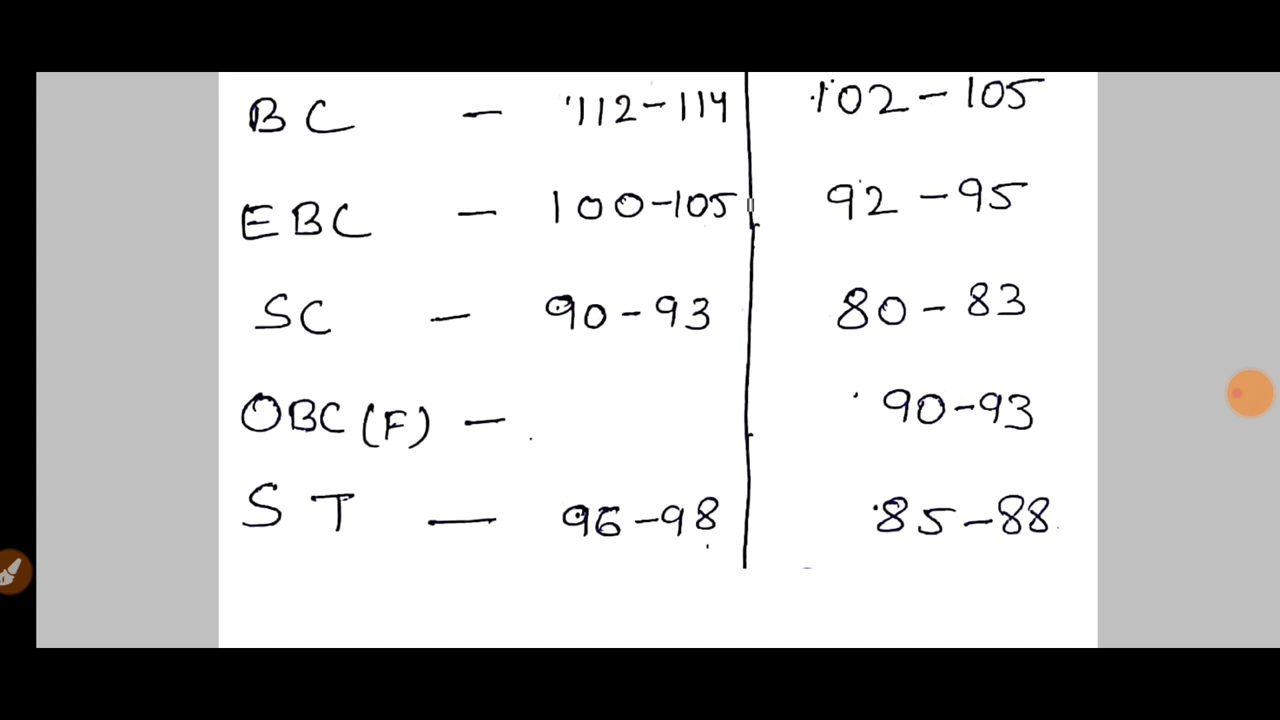 BC - 112-114 102-105
EBC - 100-105 92-95
SC - 90-93 80-83
OBC (F) - 90-93
ST - 96-98 85-88